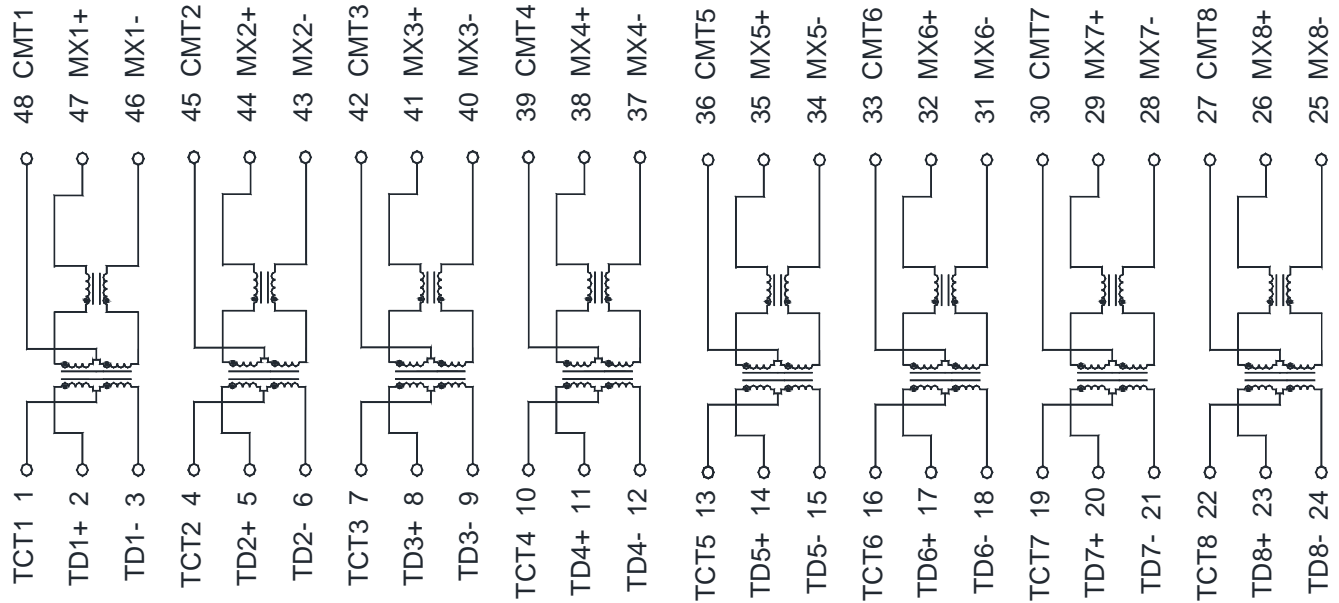 48 CMT1
47 MX1+
46 MX1-
45 CMT2
44 MX2+
43 MX2-
42 CMT3
41 MX3+
40 MX3-
39 CMT4
38 MX4+
37 MX4-
36 CMT5
35 MX5+
34 MX5-
33 CMT6
32 MX6+
31 MX6-
30 CMT7
29 MX7+
28 MX7-
27 CMT8
26 MX8+
25 MX8-
TCT1 1
TD1+ 2
TD1- 3
TCT2 4
TD2+ 5
TD2- 6
TCT3 7
TD3+ 8
TD3- 9
TCT4 10
TD4+ 11
TD4- 12
TCT5 13
TD5+ 14
TD5- 15
TCT6 16
TD6+ 17
TD6- 18
TCT7 19
TD7+ 20
TD7- 21
TCT8 22
TD8+ 23
TD8- 24